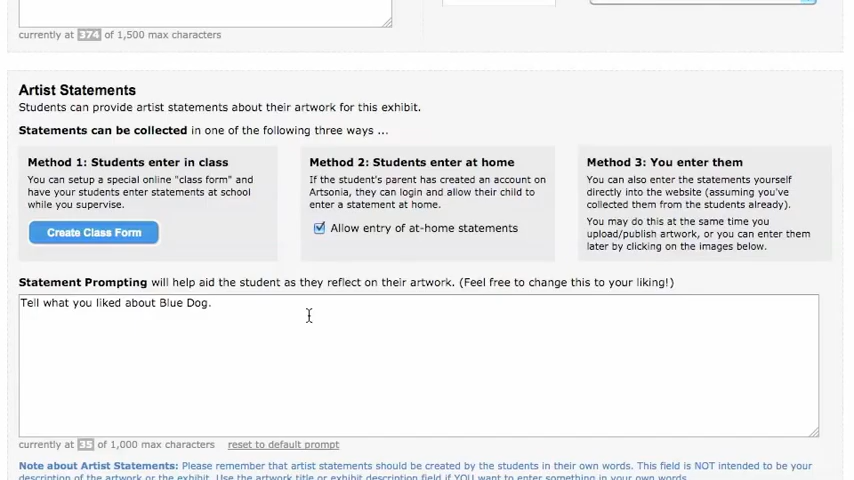 currently at 374 of 1,500 max characters
Artist Statements
Students can provide artist statements about their artwork for this exhibit.
Statements can be collected in one of the following three ways ...
Method 1: Students enter in class
You can setup a special online "class form" and
have your students enter statements at school
while you supervise.
Create Class Form
Method 2: Students enter at home
If the student's parent has created an account on
Artsonia, they can login and allow their child to
enter a statement at home.
Allow entry of at-home statements
Method 3: You enter them
You can also enter the statements yourself
directly into the website (assuming you've
collected them from the students already).
You may do this at the same time you
upload/publish artwork, or you can enter them
later by clicking on the images below.
Statement Prompting will help aid the student as they reflect on their artwork. (Feel free to change this to your liking!)
Tell what you liked about Blue Dog.
currently at 35 of 1,000 max characters reset to default prompt
Note about Artist Statements: Please remember that artist statements should be created by the students in their own words. This field is NOT intended to be your
description of the artwork or the exhibit. Use the artwork title or exhibit description field if YOU want to enter something in your own words.